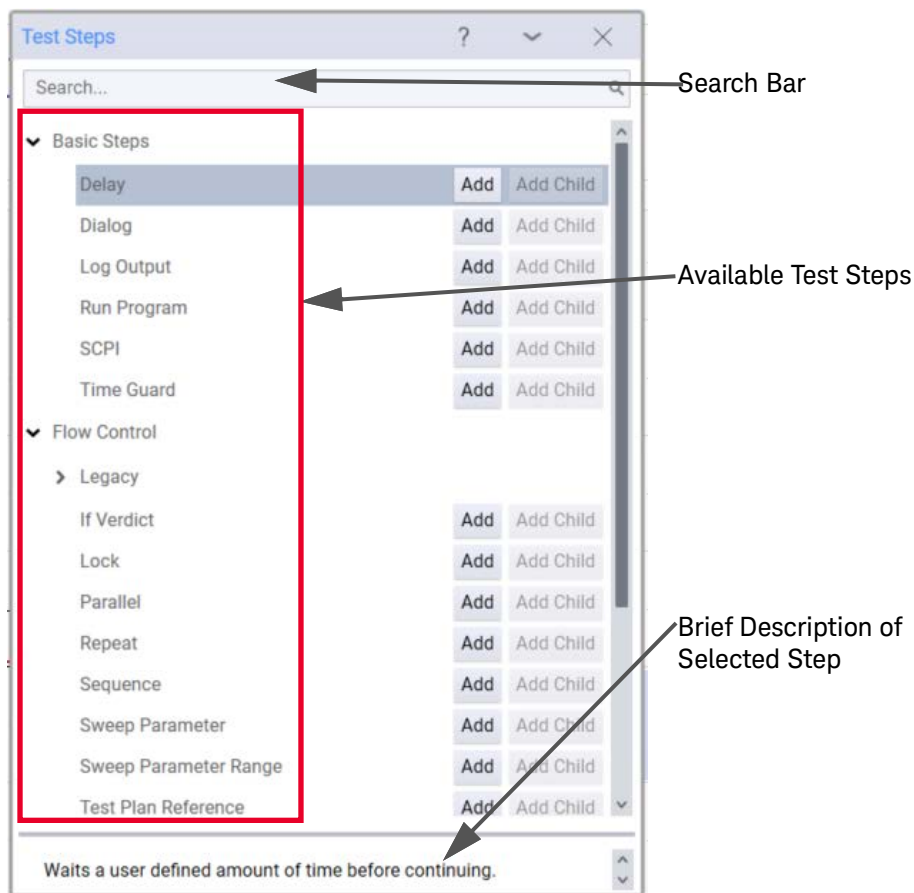 Test Steps ?
Search...
Search Bar
Basic Steps
Delay Add Add Child
Dialog Add Add Child
Log Output Add Add Child
Available Test Steps
Run Program Add Add Child
SCPI Add Add Child
Time Guard Add Add Child
Flow Control
Legacy
If Verdict Add Add Child
Lock Add Add Child
Parallel Add Add Child
Brief Description of
Selected Step
Repeat Add Add Child
Sequence Add Add Child
Sweep Parameter Add Add Child
Sweep Parameter Range Add Add Child
Test Plan Reference Add Add Child
Waits a user defined amount of time before continuing.